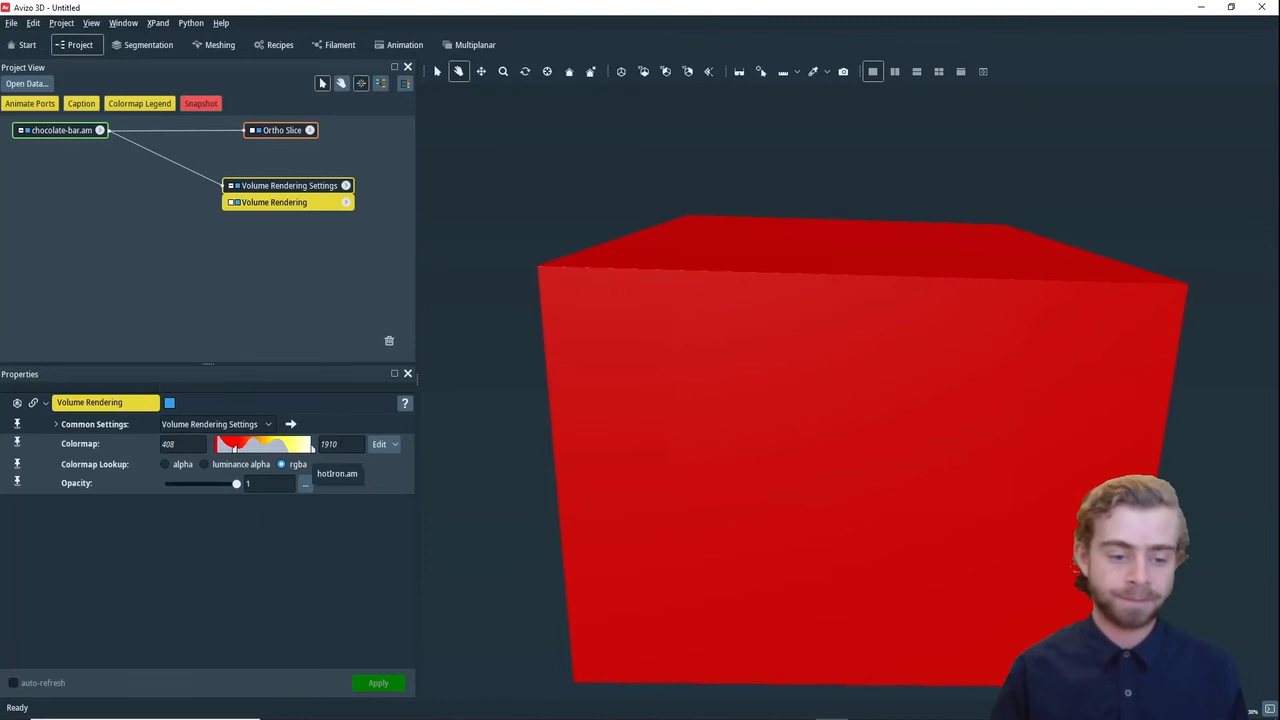 Avizo 3D - Untitled
File Edit Project View Window XPand Python Help
Start Project Segmentation Meshing Recipes Filament Animation Multiplanar
Project View
Open Data...
Animate Ports Caption Colormap Legend Snapshot
chocolate-bar.am Ortho Slice
Volume Rendering Settings
Volume Rendering
Properties
Volume Rendering ?
Common Settings: Volume Rendering Settings
Colormap: 408 1910 Edit
Colormap Lookup: alpha luminance alpha rgba
hotIron.am
Opacity: 1 ...
auto-refresh Apply
Ready
30%